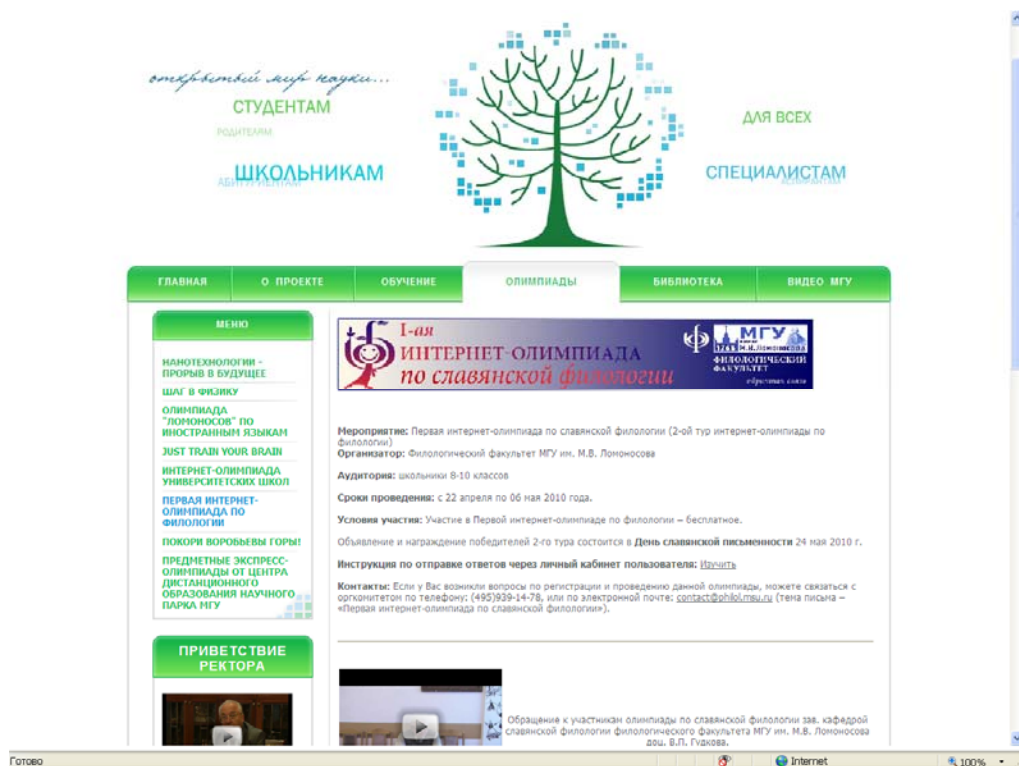 открытый мир науки...
СТУДЕНТАМ
РОДИТЕЛЯМ
ШКОЛЬНИКАМ
АБИТУРИЕНТАМ
ДЛЯ ВСЕХ
СПЕЦИАЛИСТАМ
АСПИРАНТАМ
ГЛАВНАЯ О ПРОЕКТЕ ОБУЧЕНИЕ ОЛИМПИАДЫ БИБЛИОТЕКА ВИДЕО МГУ
МЕНЮ
НАНОТЕХНОЛОГИИ -
ПРОРЫВ В БУДУЩЕЕ
ШАГ В ФИЗИКУ
ОЛИМПИАДА
"ЛОМОНОСОВ" ПО
ИНОСТРАННЫМ ЯЗЫКАМ
JUST TRAIN YOUR BRAIN
ИНТЕРНЕТ-ОЛИМПИАДА
УНИВЕРСИТЕТСКИХ ШКОЛ
ПЕРВАЯ ИНТЕРНЕТ-
ОЛИМПИАДА ПО
ФИЛОЛОГИИ
ПОКОРИ ВОРОБЬЕВЫ ГОРЫ!
ПРЕДМЕТНЫЕ ЭКСПРЕСС-
ОЛИМПИАДЫ ОТ ЦЕНТРА
ДИСТАНЦИОННОГО
ОБРАЗОВАНИЯ НАУЧНОГО
ПАРКА МГУ
ПРИВЕТСТВИЕ
РЕКТОРА
I-ая
ИНТЕРНЕТ-ОЛИМПИАДА
по славянской филологии
МГУ
имени
1755 М.В.Ломоносова
ФИЛОЛОГИЧЕСКИЙ
ФАКУЛЬТЕТ
обратная связь
Мероприятие: Первая интернет-олимпиада по славянской филологии (2-ой тур интернет-олимпиады по
филологии)
Организатор: Филологический факультет МГУ им. М.В. Ломоносова
Аудитория: школьники 8-10 классов
Сроки проведения: с 22 апреля по 06 мая 2010 года.
Условия участия: Участие в Первой интернет-олимпиаде по филологии – бесплатное.
Объявление и награждение победителей 2-го тура состоится в День славянской письменности 24 мая 2010 г.
Инструкция по отправке ответов через личный кабинет пользователя: Изучить
Контакты: Если у Вас возникли вопросы по регистрации и проведению данной олимпиады, можете связаться с
оргкомитетом по телефону: (495)939-14-78, или по электронной почте: contact@philol.msu.ru (тема письма –
«Первая интернет-олимпиада по славянской филологии»).
Обращение к участникам олимпиады по славянской филологии зав. кафедрой
славянской филологии филологического факультета МГУ им. М.В. Ломоносова
доц. В.П. Гудкова.
Готово Internet 100%